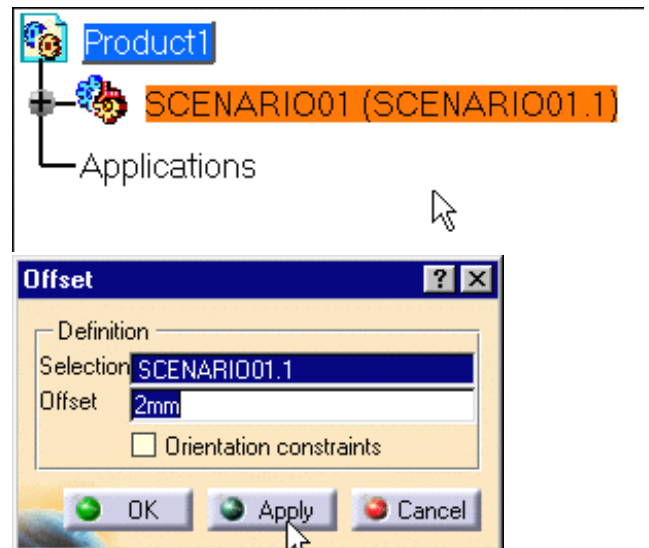 Product1
SCENARIO01 (SCENARIO01.1)
Applications
Offset
Definition
Selection SCENARIO01.1
Offset 2mm
Orientation constraints
OK Apply Cancel